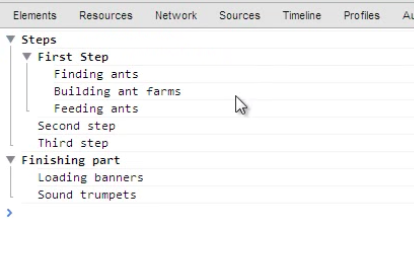 Elements Resources Network Sources Timeline Profiles
Steps
First Step
Finding ants
Building ant farms
Feeding ants
Second step
Third step
Finishing part
Loading banners
Sound trumpets